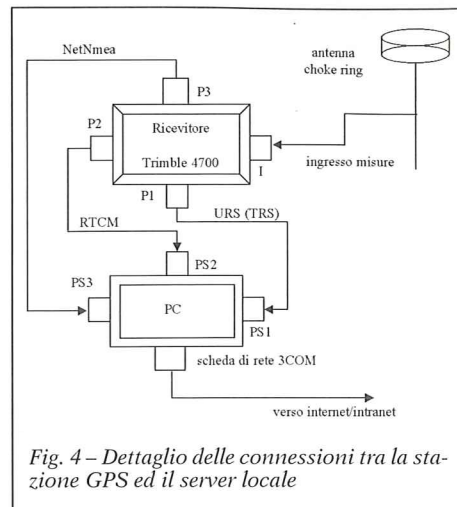 NetNmea
antenna
choke ring
P3
P2
Ricevitore
Trimble 4700
I
ingresso misure
P1
URS (TRS)
RTCM
PS2
PS3
PC
PS1
scheda di rete 3COM
verso internet/intranet
Fig. 4 – Dettaglio delle connessioni tra la sta-
zione GPS ed il server locale